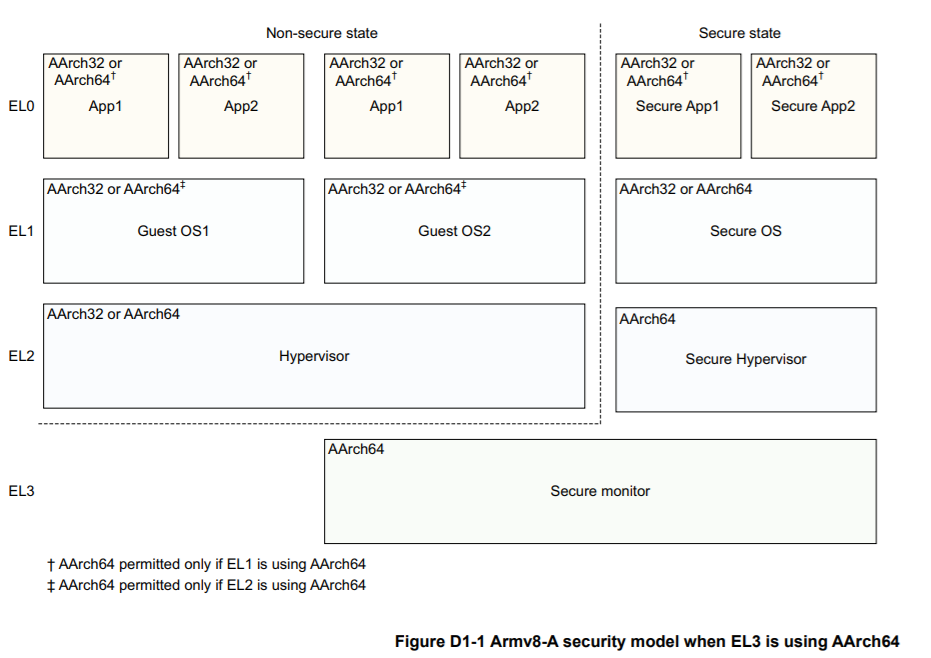 Non-secure state
Secure state
EL0
AArch32 or
AArch64†
App1
AArch32 or
AArch64†
App2
AArch32 or
AArch64†
App1
AArch32 or
AArch64†
App2
AArch32 or
AArch64†
Secure App1
AArch32 or
AArch64†
Secure App2
EL1
AArch32 or AArch64‡
Guest OS1
AArch32 or AArch64‡
Guest OS2
AArch32 or AArch64
Secure OS
EL2
AArch32 or AArch64
Hypervisor
AArch64
Secure Hypervisor
EL3
AArch64
Secure monitor
† AArch64 permitted only if EL1 is using AArch64
‡ AArch64 permitted only if EL2 is using AArch64
Figure D1-1 Armv8-A security model when EL3 is using AArch64